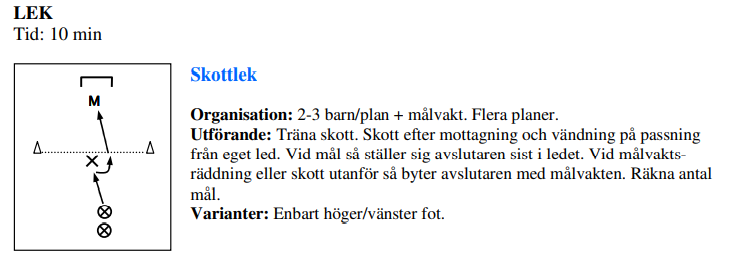 LEK
Tid: 10 min
M
Skottlek
Organisation: 2-3 barn/plan + målvakt. Flera planer.
Utförande: Träna skott. Skott efter mottagning och vändning på passning
från eget led. Vid mål så ställer sig avslutaren sist i ledet. Vid målvakts-
räddning eller skott utanför så byter avslutaren med målvakten. Räkna antal
mål.
Varianter: Enbart höger/vänster fot.